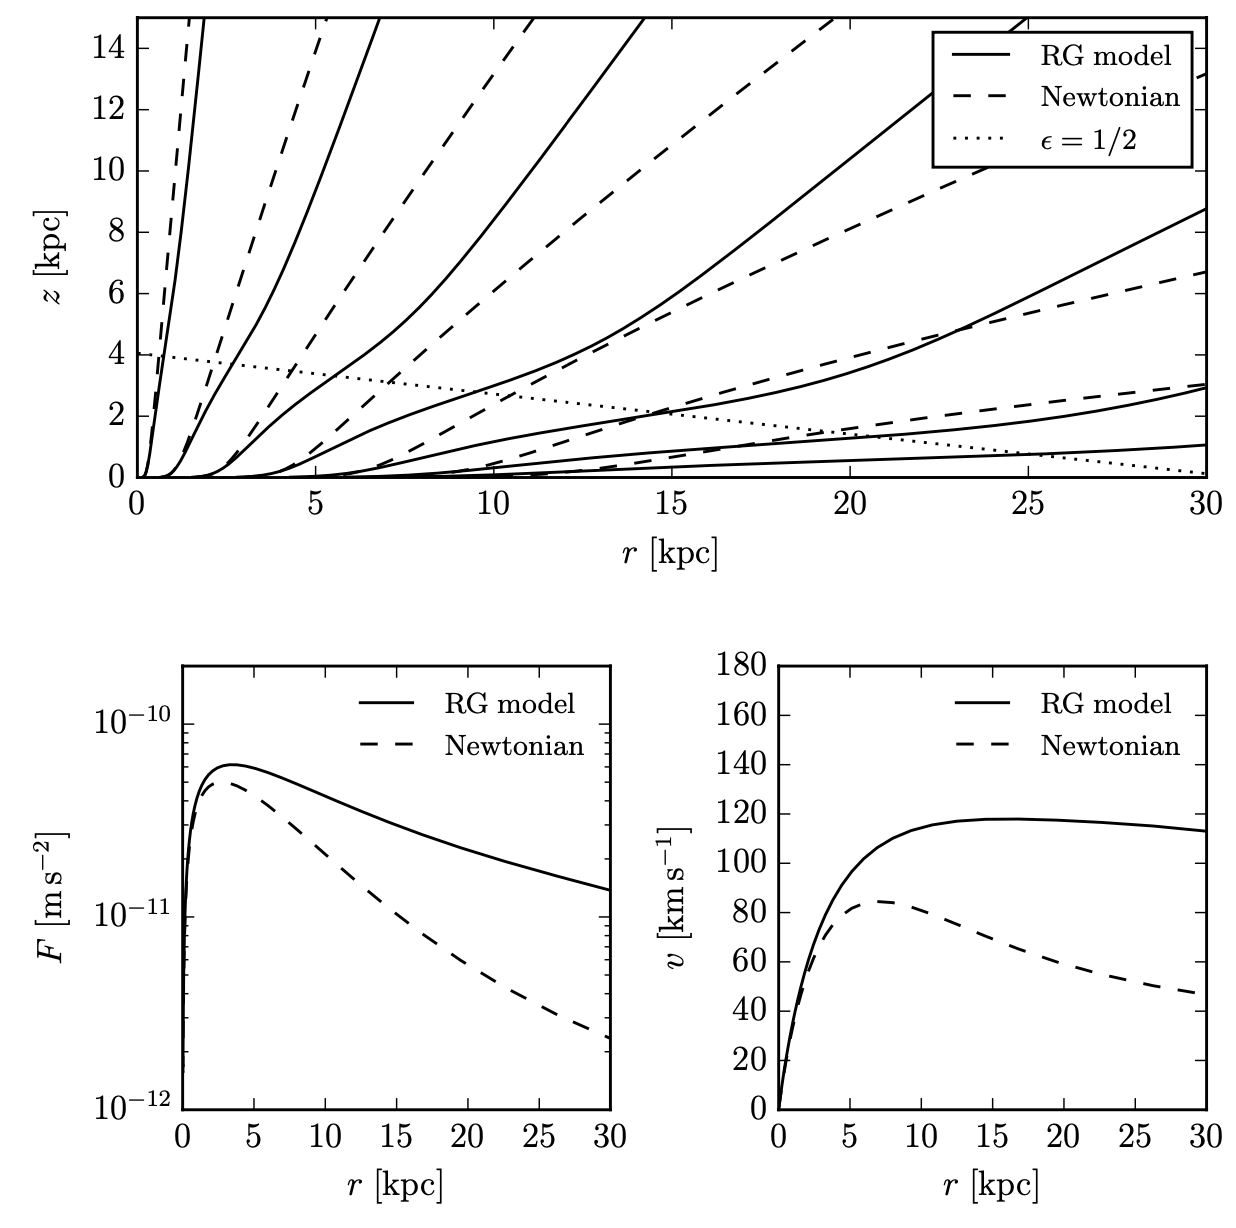 14
12
10
8
6
4
2
0
z [kpc]
RG model
Newtonian
ϵ = 1/2
0 5 10 15 20 25 30
r [kpc]
10⁻¹⁰
10⁻¹¹
10⁻¹²
F [m s⁻²]
RG model
Newtonian
0 5 10 15 20 25 30
r [kpc]
180
160
140
120
100
80
60
40
20
0
v [km s⁻¹]
RG model
Newtonian
0 5 10 15 20 25 30
r [kpc]